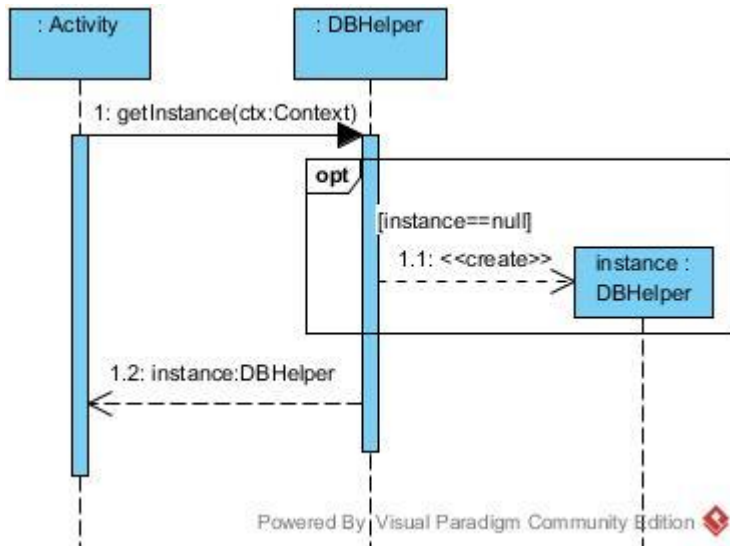 : Activity
: DBHelper
1: getInstance(ctx:Context)
opt
[instance==null]
1.1: <<create>>
instance :
DBHelper
1.2: instance:DBHelper
Powered By Visual Paradigm Community Edition